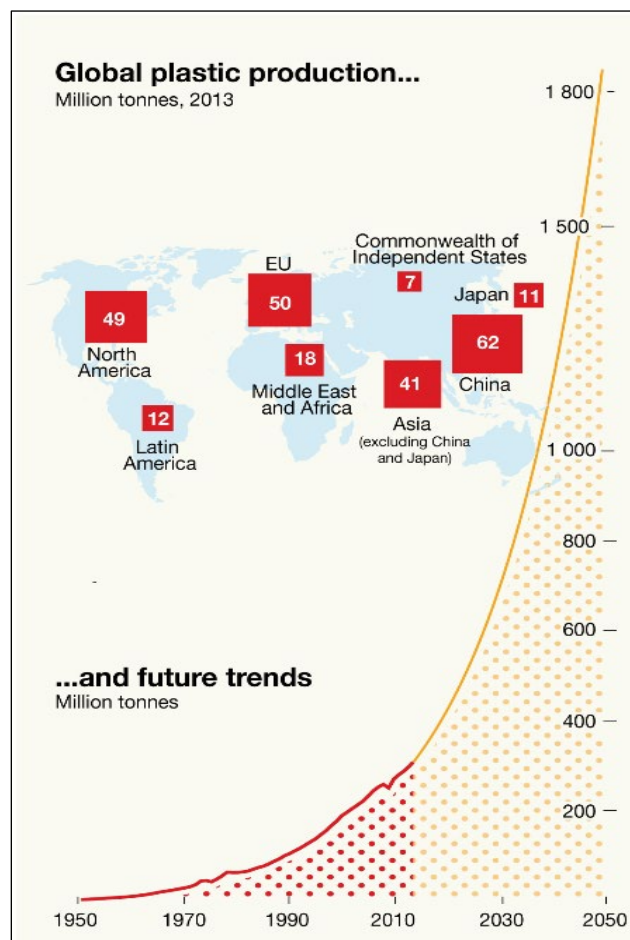 Global plastic production...
Million tonnes, 2013
1 800
1 500
Commonwealth of
Independent States
7
EU
50
Japan 11
49
North
America
18
Middle East
and Africa
62
China
41
Asia
(excluding China
and Japan)
12
Latin
America
1 000
800
600
...and future trends
Million tonnes
400
200
1950 1970 1990 2010 2030 2050